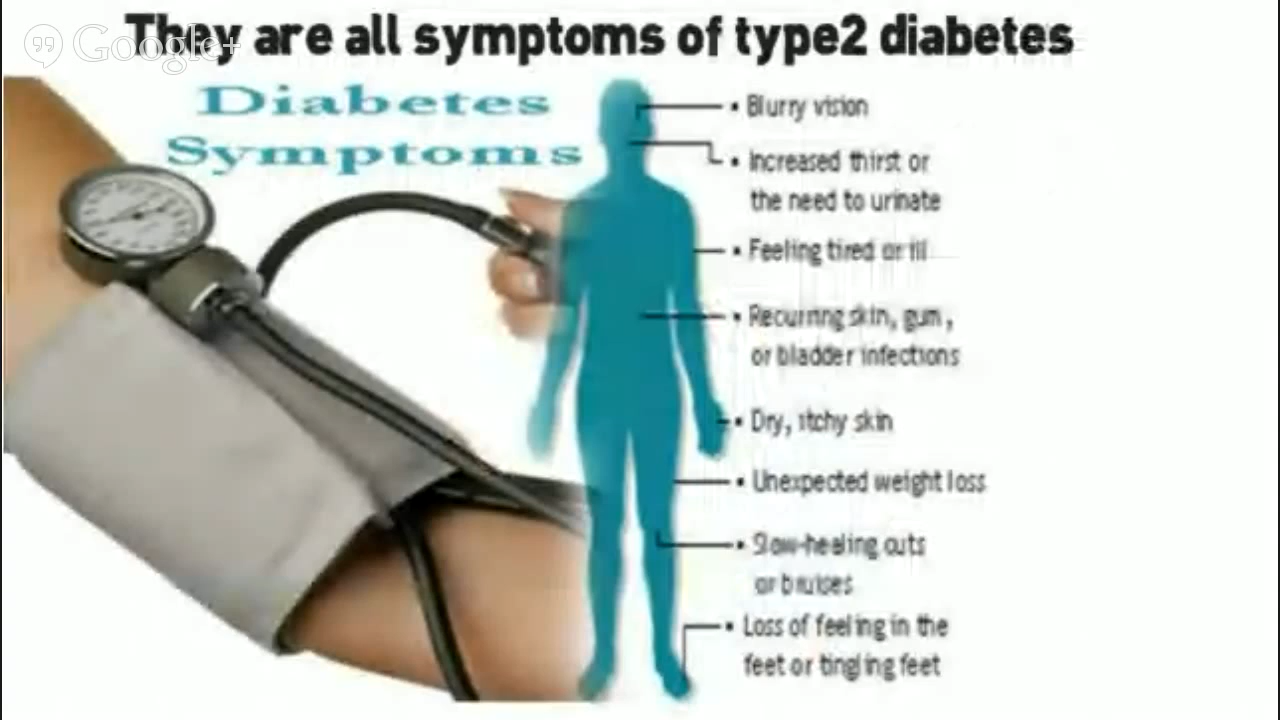 They are all symptoms of type2 diabetes
Google+
Diabetes
Symptoms
• Blurry vision
• Increased thirst or
the need to urinate
• Feeling tired or ill
• Recurring skin, gum,
or bladder infections
• Dry, itchy skin
• Unexpected weight loss
• Slow-healing cuts
or bruises
• Loss of feeling in the
feet or tingling feet